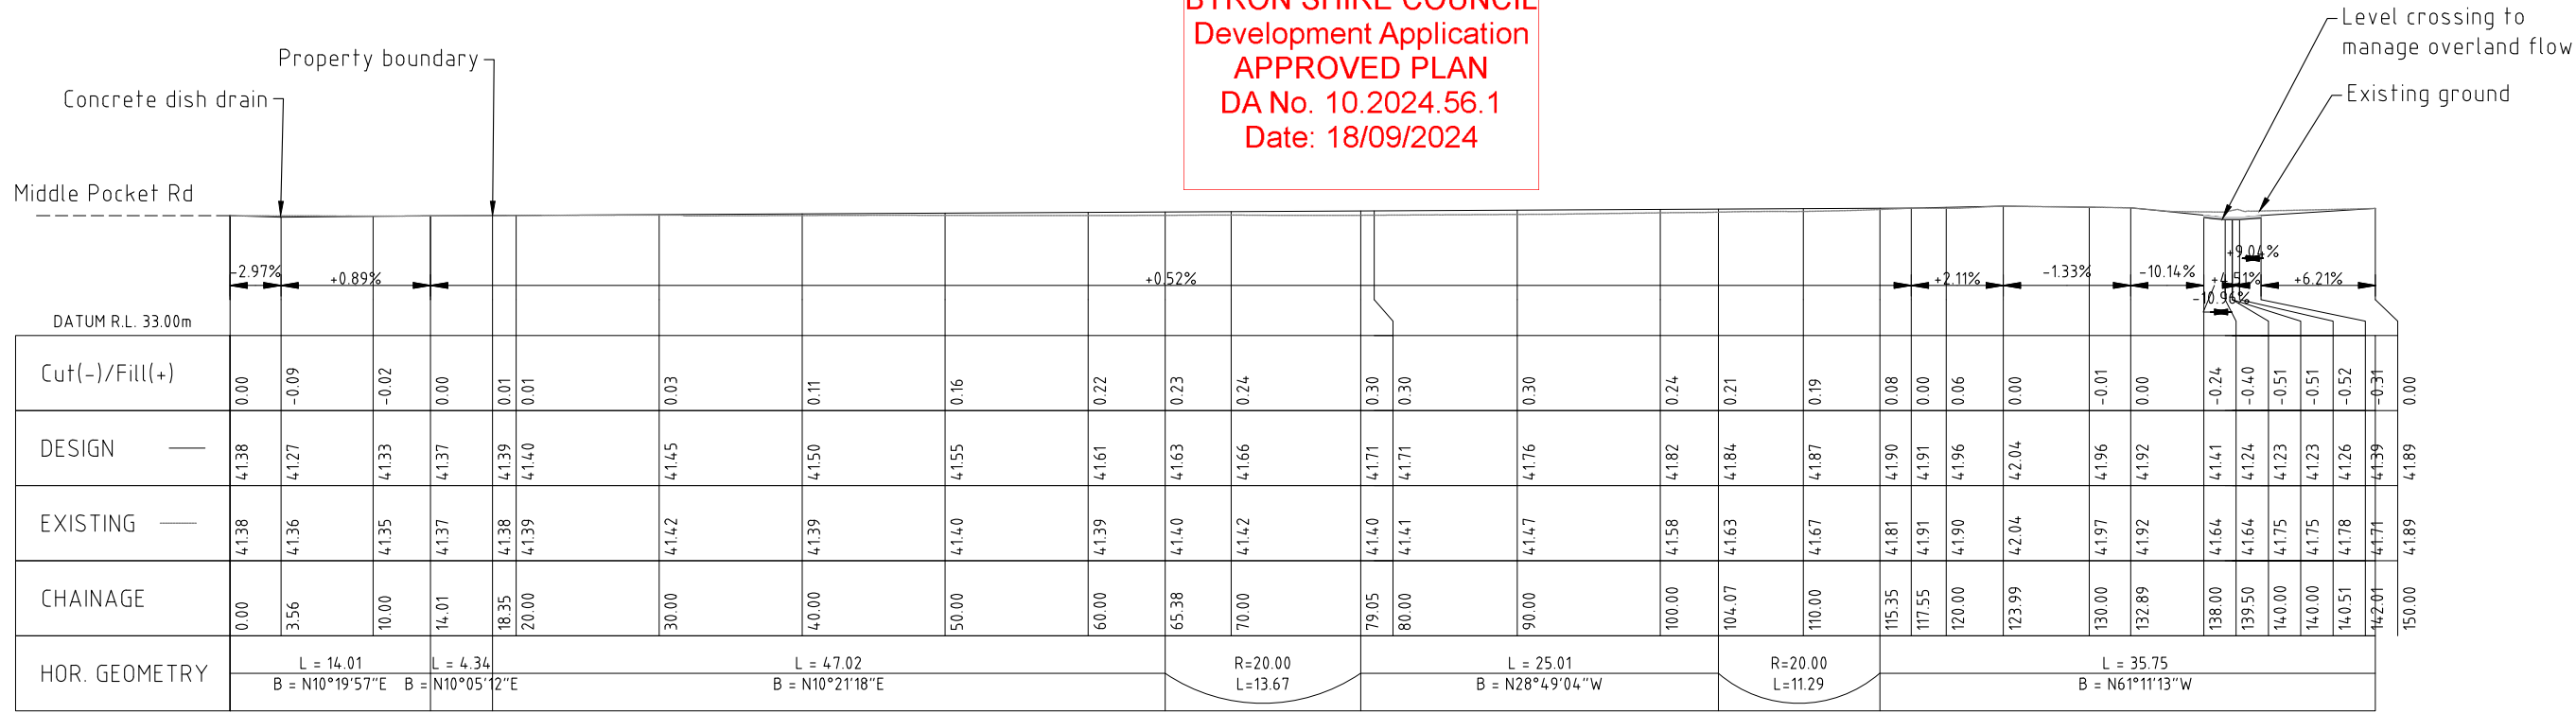 BYRON SHIRE COUNCIL
Development Application
APPROVED PLAN
DA No. 10.2024.56.1
Date: 18/09/2024
Level crossing to
manage overland flow
Existing ground
Property boundary
Concrete dish drain
Middle Pocket Rd
-2.97% +0.89% +0.52% +2.11% -1.33% -10.14% -10.96% +4.51% +9.04% +6.21%
DATUM R.L. 33.00m
Cut(-)/Fill(+) 0.00 -0.09 -0.02 0.00 0.01 0.01 0.03 0.11 0.16 0.22 0.23 0.24 0.30 0.30 0.30 0.24 0.21 0.19 0.08 0.00 0.06 0.00 -0.01 0.00 -0.24 -0.40 -0.51 -0.51 -0.52 -0.31 0.00
DESIGN 41.38 41.27 41.33 41.37 41.39 41.40 41.45 41.50 41.55 41.61 41.63 41.66 41.71 41.71 41.76 41.82 41.84 41.87 41.90 41.91 41.96 42.04 41.96 41.92 41.41 41.24 41.23 41.23 41.26 41.39 41.89
EXISTING 41.38 41.36 41.35 41.37 41.38 41.39 41.42 41.39 41.40 41.39 41.40 41.42 41.40 41.41 41.47 41.58 41.63 41.67 41.81 41.91 41.90 42.04 41.97 41.92 41.64 41.64 41.75 41.75 41.78 41.71 41.89
CHAINAGE 0.00 3.56 10.00 14.01 18.35 20.00 30.00 40.00 50.00 60.00 65.38 70.00 79.05 80.00 90.00 100.00 104.07 110.00 115.35 117.55 120.00 123.99 130.00 132.89 138.00 139.50 140.00 140.00 140.51 142.01 150.00
HOR. GEOMETRY
L = 14.01 L = 4.34 L = 47.02 R=20.00 L = 25.01 R=20.00 L = 35.75
B = N10°19'57"E B = N10°05'12"E B = N10°21'18"E L=13.67 B = N28°49'04"W L=11.29 B = N61°11'13"W